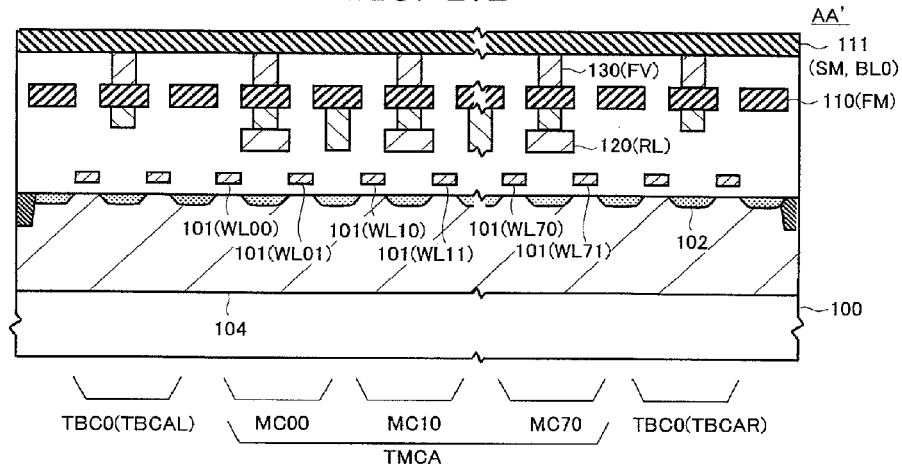 AA'
111
(SM, BL0)
130(FV)
110(FM)
120(RL)
101(WL00)
101(WL10)
101(WL70)
101(WL01)
101(WL11)
101(WL71)
102
104
100
TBC0(TBCAL)
MC00
MC10
MC70
TBC0(TBCAR)
TMCA